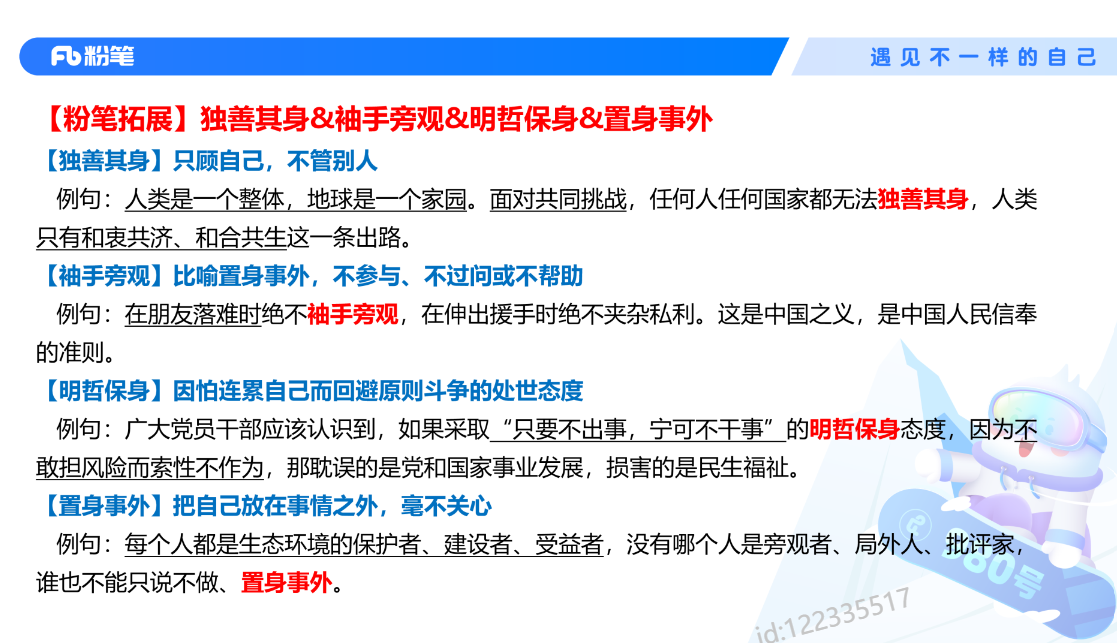 粉笔
遇见不一样的自己
【粉笔拓展】独善其身&袖手旁观&明哲保身&置身事外
【独善其身】只顾自己，不管别人
例句：人类是一个整体，地球是一个家园。面对共同挑战，任何人任何国家都无法独善其身，人类
只有和衷共济、和合共生这一条出路。
【袖手旁观】比喻置身事外，不参与、不过问或不帮助
例句：在朋友落难时绝不袖手旁观，在伸出援手时绝不夹杂私利。这是中国之义，是中国人民信奉
的准则。
【明哲保身】因怕连累自己而回避原则斗争的处世态度
例句：广大党员干部应该认识到，如果采取“只要不出事，宁可不干事”的明哲保身态度，因为不
敢担风险而索性不作为，那耽误的是党和国家事业发展，损害的是民生福祉。
【置身事外】把自己放在事情之外，毫不关心
例句：每个人都是生态环境的保护者、建设者、受益者，没有哪个人是旁观者、局外人、批评家，
谁也不能只说不做、置身事外。
980号
id:122335517